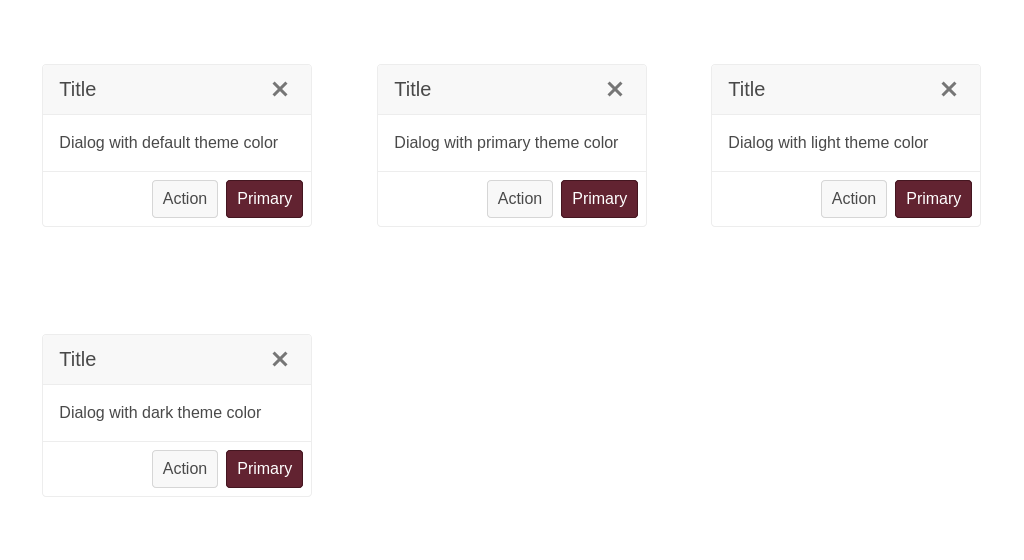 Title
Dialog with default theme color
Action Primary
Title
Dialog with primary theme color
Action Primary
Title
Dialog with light theme color
Action Primary
Title
Dialog with dark theme color
Action Primary